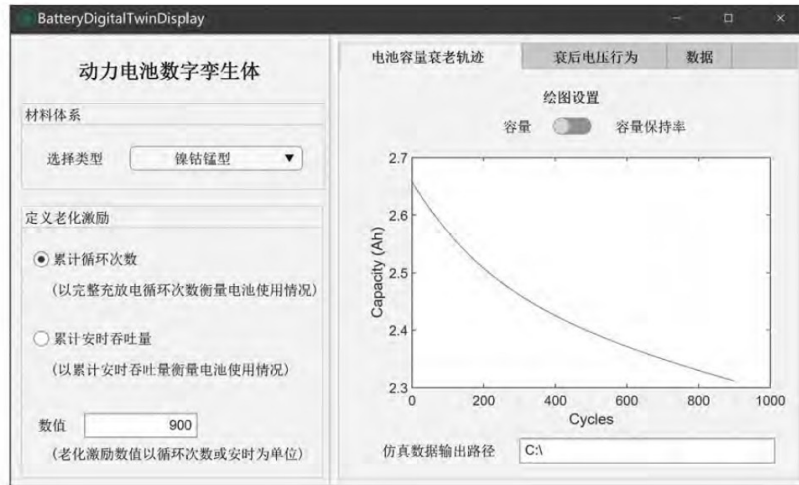 BatteryDigitalTwinDisplay
动力电池数字孪生体
材料体系
选择类型 镍钴锰型
定义老化激励
累计循环次数
(以完整充放电循环次数衡量电池使用情况)
累计安时吞吐量
(以累计安时吞吐量衡量电池使用情况)
数值 900
(老化激励数值以循环次数或安时为单位)
电池容量衰老轨迹 衰后电压行为 数据
绘图设置
容量 容量保持率
2.7
2.6
2.5
2.4
2.3
Capacity (Ah)
0 200 400 600 800 1000
Cycles
仿真数据输出路径 C:\